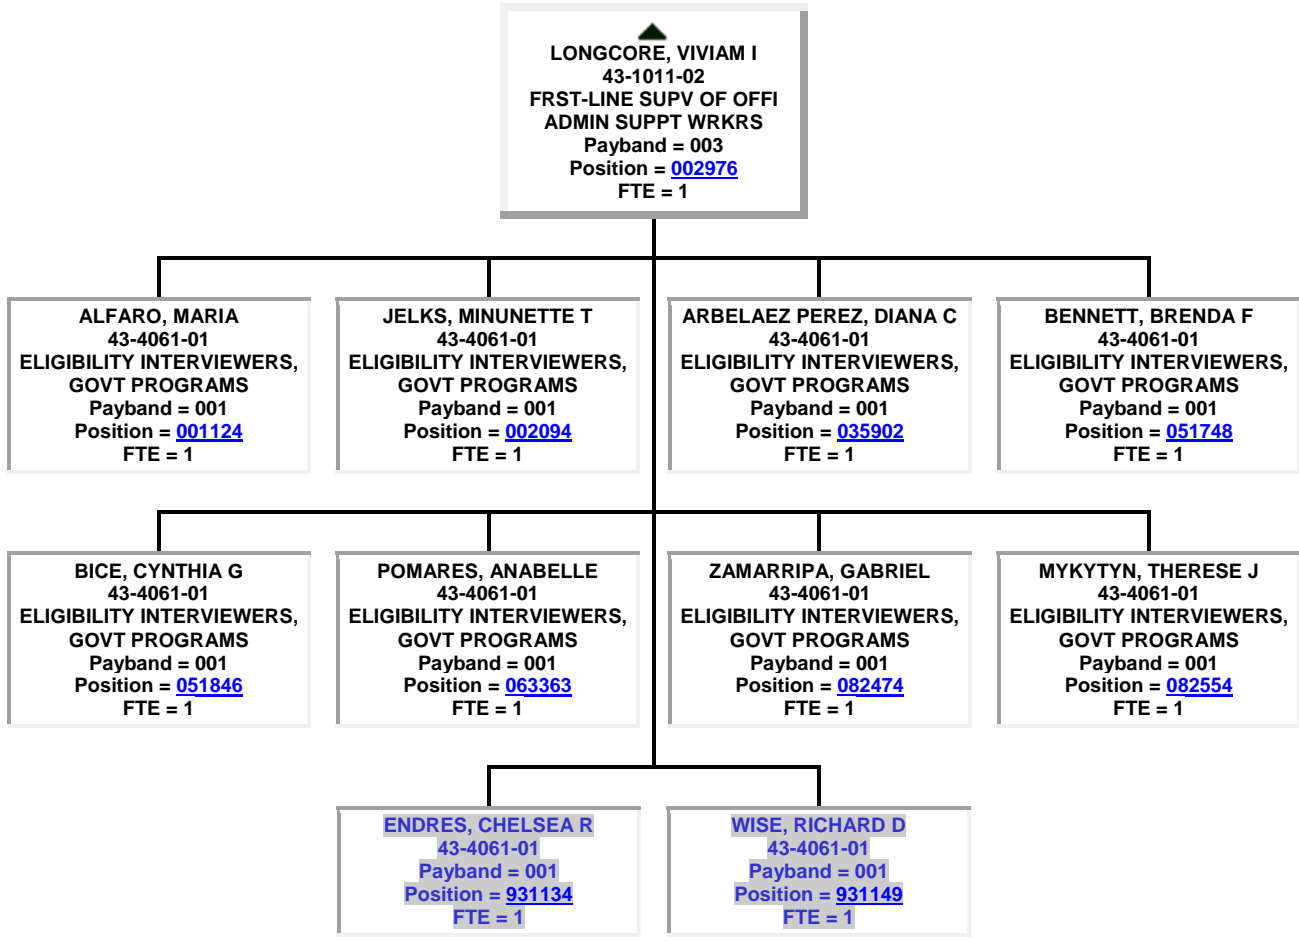 LONGCORE, VIVIAM I
43-1011-02
FRST-LINE SUPV OF OFFI
ADMIN SUPPT WRKRS
Payband = 003
Position = 002976
FTE = 1
ALFARO, MARIA
43-4061-01
ELIGIBILITY INTERVIEWERS,
GOVT PROGRAMS
Payband = 001
Position = 001124
FTE = 1
JELKS, MINUNETTE T
43-4061-01
ELIGIBILITY INTERVIEWERS,
GOVT PROGRAMS
Payband = 001
Position = 002094
FTE = 1
ARBELAEZ PEREZ, DIANA C
43-4061-01
ELIGIBILITY INTERVIEWERS,
GOVT PROGRAMS
Payband = 001
Position = 035902
FTE = 1
BENNETT, BRENDA F
43-4061-01
ELIGIBILITY INTERVIEWERS,
GOVT PROGRAMS
Payband = 001
Position = 051748
FTE = 1
BICE, CYNTHIA G
43-4061-01
ELIGIBILITY INTERVIEWERS,
GOVT PROGRAMS
Payband = 001
Position = 051846
FTE = 1
POMARES, ANABELLE
43-4061-01
ELIGIBILITY INTERVIEWERS,
GOVT PROGRAMS
Payband = 001
Position = 063363
FTE = 1
ZAMARRIPA, GABRIEL
43-4061-01
ELIGIBILITY INTERVIEWERS,
GOVT PROGRAMS
Payband = 001
Position = 082474
FTE = 1
MYKYTYN, THERESE J
43-4061-01
ELIGIBILITY INTERVIEWERS,
GOVT PROGRAMS
Payband = 001
Position = 082554
FTE = 1
ENDRES, CHELSEA R
43-4061-01
Payband = 001
Position = 931134
FTE = 1
WISE, RICHARD D
43-4061-01
Payband = 001
Position = 931149
FTE = 1